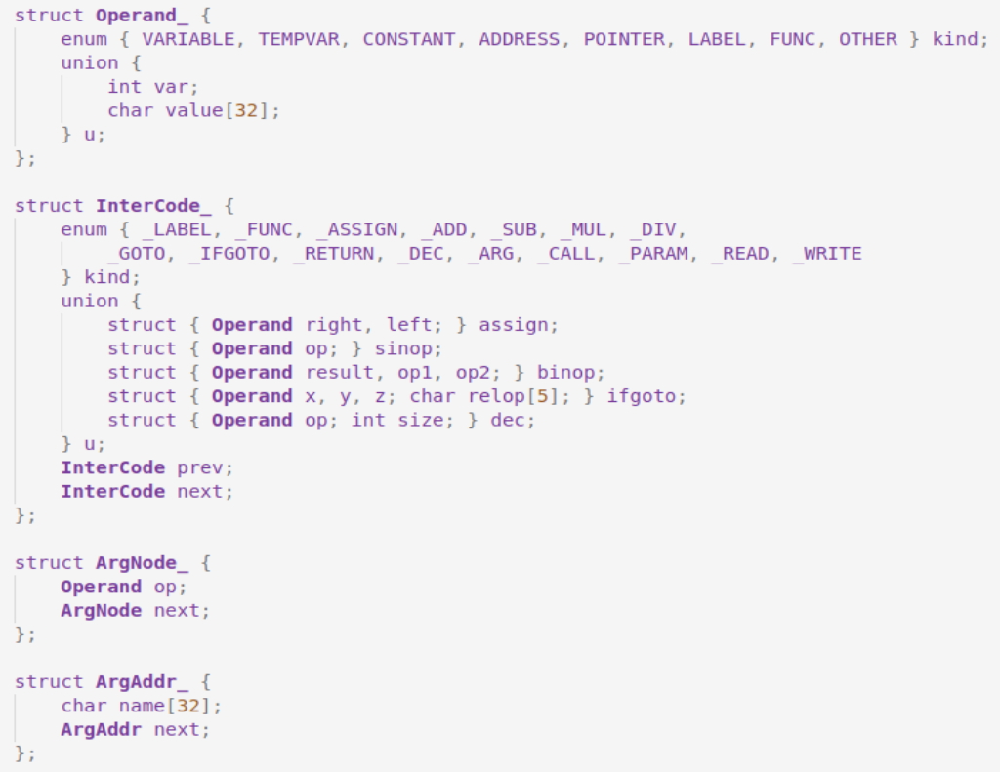 struct Operand_ {
    enum { VARIABLE, TEMPVAR, CONSTANT, ADDRESS, POINTER, LABEL, FUNC, OTHER } kind;
    union {
        int var;
        char value[32];
    } u;
};

struct InterCode_ {
    enum { _LABEL, _FUNC, _ASSIGN, _ADD, _SUB, _MUL, _DIV,
        _GOTO, _IFGOTO, _RETURN, _DEC, _ARG, _CALL, _PARAM, _READ, _WRITE
    } kind;
    union {
        struct { Operand right, left; } assign;
        struct { Operand op; } sinop;
        struct { Operand result, op1, op2; } binop;
        struct { Operand x, y, z; char relop[5]; } ifgoto;
        struct { Operand op; int size; } dec;
    } u;
    InterCode prev;
    InterCode next;
};

struct ArgNode_ {
    Operand op;
    ArgNode next;
};

struct ArgAddr_ {
    char name[32];
    ArgAddr next;
};